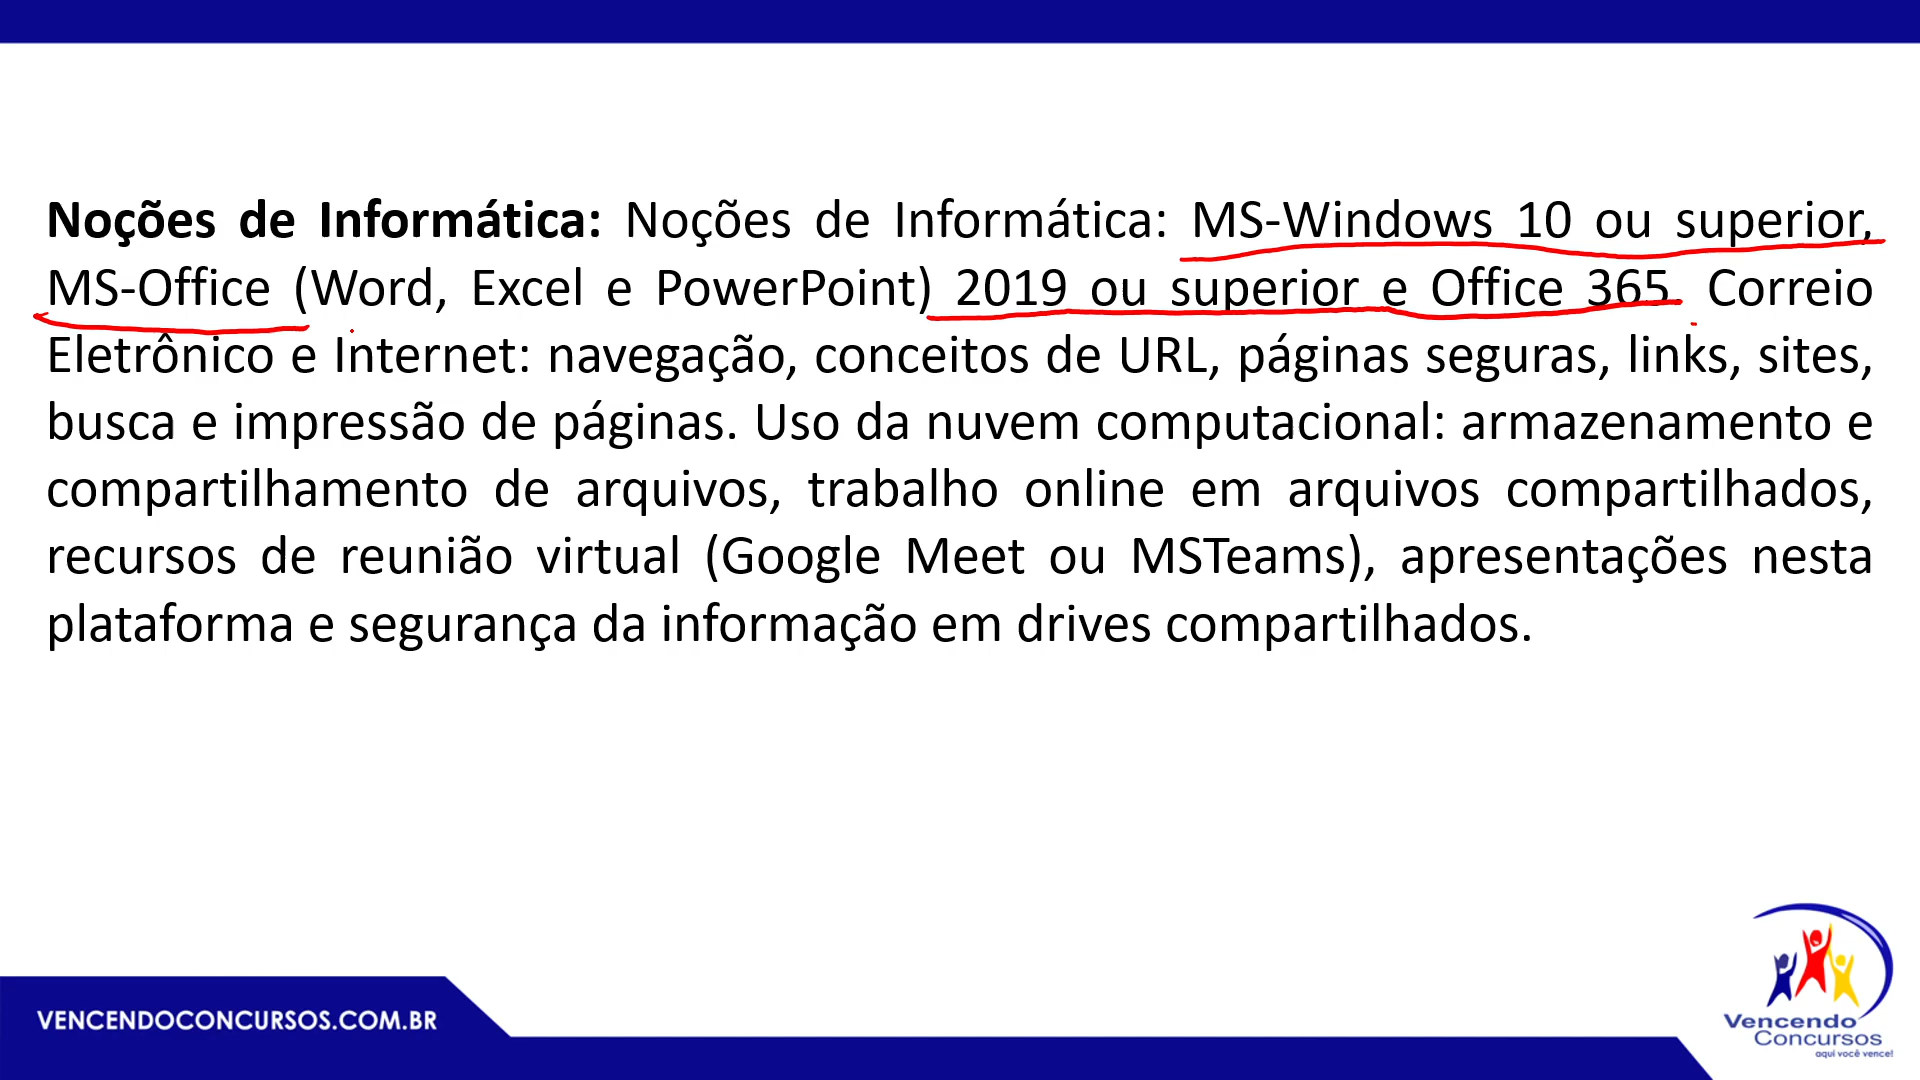 Noções de Informática: Noções de Informática: MS-Windows 10 ou superior,
MS-Office (Word, Excel e PowerPoint) 2019 ou superior e Office 365. Correio
Eletrônico e Internet: navegação, conceitos de URL, páginas seguras, links, sites,
busca e impressão de páginas. Uso da nuvem computacional: armazenamento e
compartilhamento de arquivos, trabalho online em arquivos compartilhados,
recursos de reunião virtual (Google Meet ou MSTeams), apresentações nesta
plataforma e segurança da informação em drives compartilhados.
VENCENDOCONCURSOS.COM.BR
Vencendo
Concursos
aqui você vence!